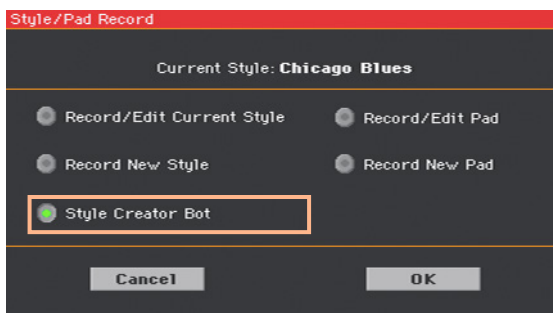 Style/Pad Record
Current Style: Chicago Blues
Record/Edit Current Style
Record/Edit Pad
Record New Style
Record New Pad
Style Creator Bot
Cancel
OK